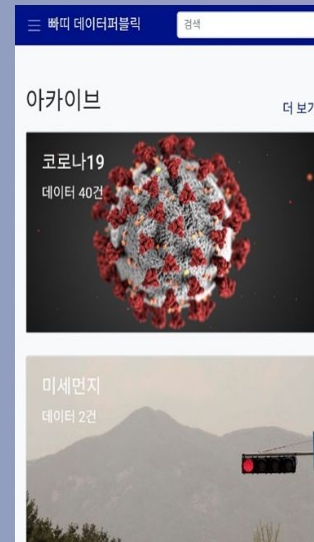 빠띠 데이터퍼블릭
검색
아카이브
더 보기
코로나19
데이터 40건
미세먼지
데이터 2건